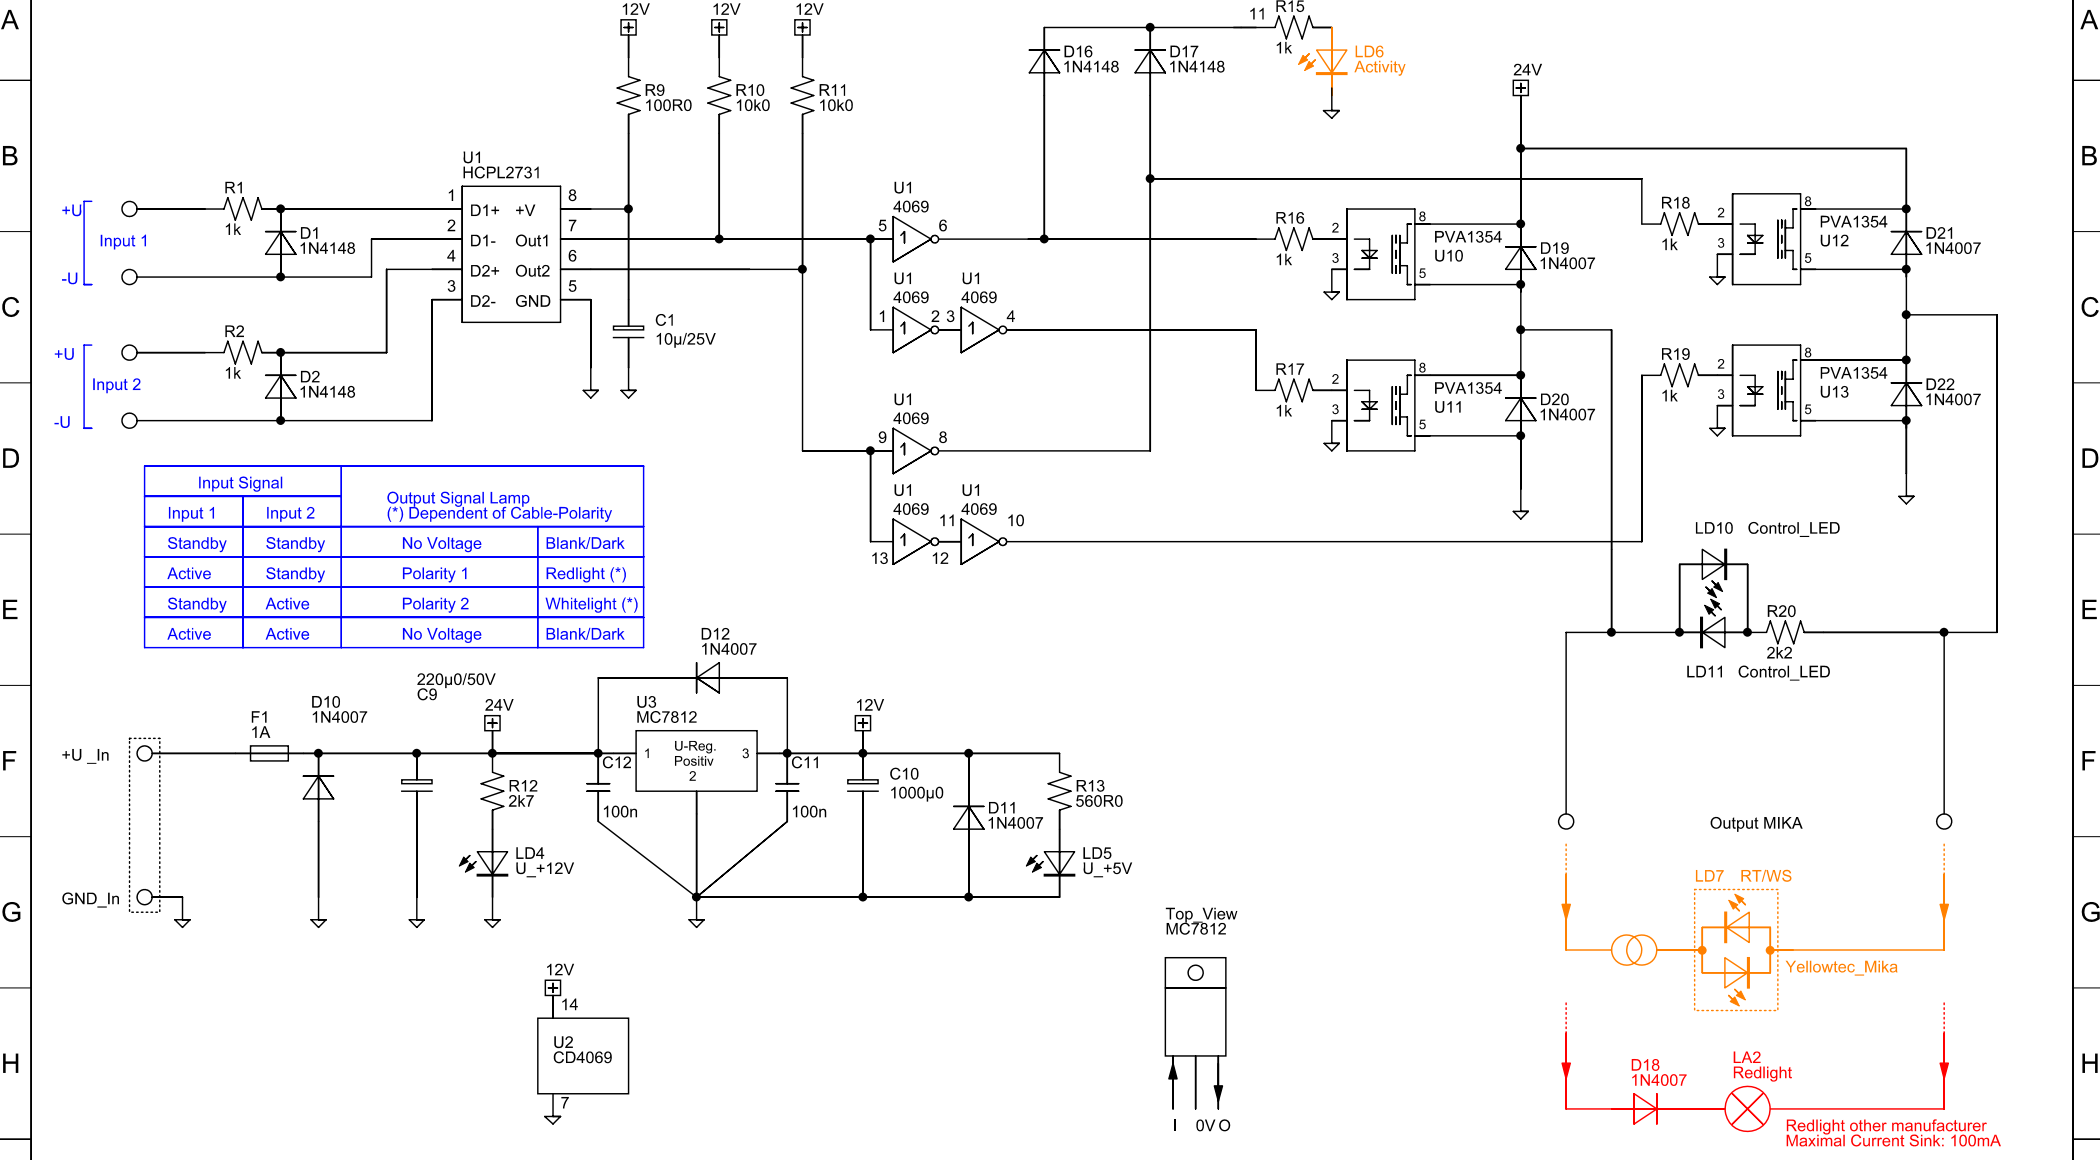 A
A
B
B
C
C
D
D
E
E
F
F
G
G
H
H
12V
12V
12V
R9
100R0
R10
10k0
R11
10k0
D16
1N4148
D17
1N4148
11
R15
1k
LD6
Activity
24V
U1
HCPL2731
1
D1+
+V
8
2
D1-
Out1
7
4
D2+
Out2
6
3
D2-
GND
5
+U
Input 1
-U
R1
1k
D1
1N4148
+U
Input 2
-U
R2
1k
D2
1N4148
C1
10µ/25V
U1
4069
5
1
6
U1
4069
1
1
2
U1
4069
3
1
4
U1
4069
9
1
8
U1
4069
13
1
12
U1
4069
11
1
10
R16
1k
2
3
8
5
PVA1354
U10
D19
1N4007
R17
1k
2
3
8
5
PVA1354
U11
D20
1N4007
R18
1k
2
3
8
5
PVA1354
U12
D21
1N4007
R19
1k
2
3
8
5
PVA1354
U13
D22
1N4007
Input Signal
Output Signal Lamp
(*) Dependent of Cable-Polarity
Input 1
Input 2
Standby
Standby
No Voltage
Blank/Dark
Active
Standby
Polarity 1
Redlight (*)
Standby
Active
Polarity 2
Whitelight (*)
Active
Active
No Voltage
Blank/Dark
LD10 Control_LED
R20
2k2
LD11 Control_LED
Output MIKA
LD7 RT/WS
Yellowtec_Mika
D18
1N4007
LA2
Redlight
Redlight other manufacturer
Maximal Current Sink: 100mA
+U _In
GND_In
F1
1A
D10
1N4007
220µ0/50V
C9
24V
R12
2k7
LD4
U_+12V
D12
1N4007
U3
MC7812
1
U-Reg.
Positiv
2
3
C12
100n
C11
100n
12V
C10
1000µ0
D11
1N4007
R13
560R0
LD5
U_+5V
12V
14
U2
CD4069
7
Top_View
MC7812
I
0V
O